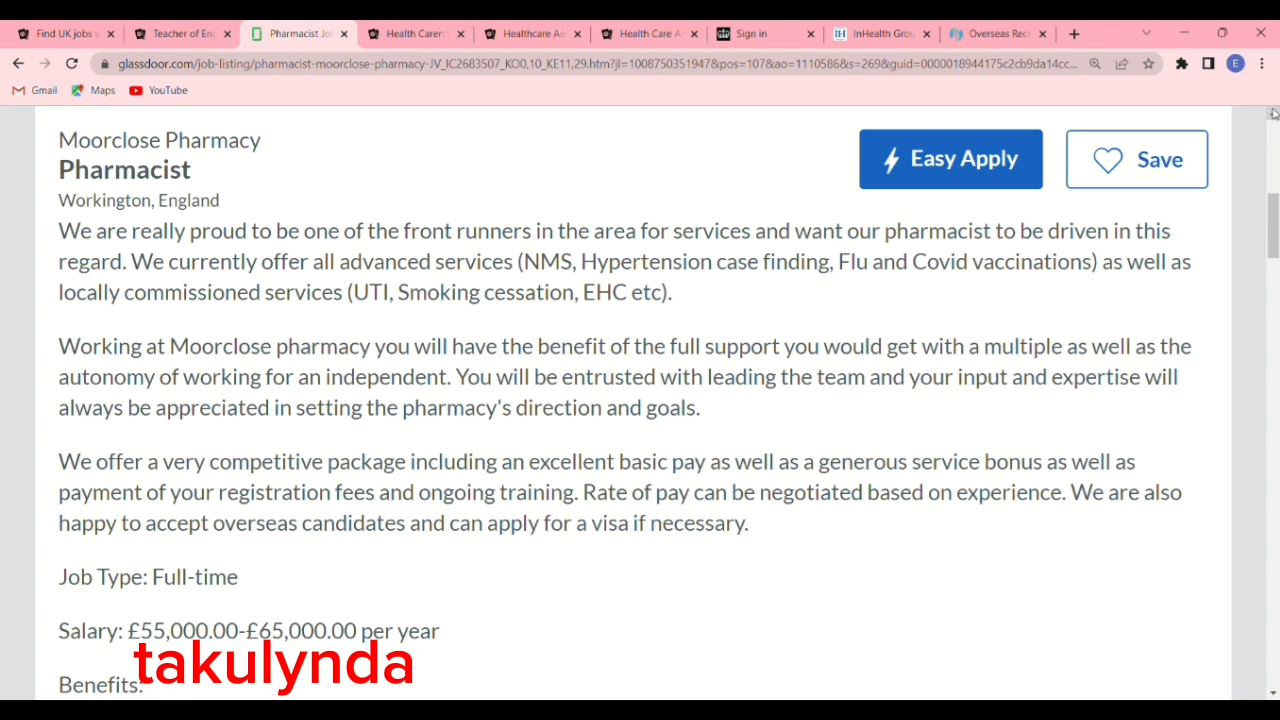 Find UK jobs v
Teacher of Eng
Pharmacist Jo
Health Carer:
Healthcare As
Health Care A
Sign in
InHealth Grou
Overseas Recr
glassdoor.com/job-listing/pharmacist-moorclose-pharmacy-JV_IC2683507_KO0,10_KE11,29.htm?jl=1008750351947&pos=107&ao=1110586&s=269&guid=0000018944175c2cb9da14cc...
E
Gmail
Maps
YouTube
Moorclose Pharmacy
Pharmacist
Workington, England
Easy Apply
Save
We are really proud to be one of the front runners in the area for services and want our pharmacist to be driven in this
regard. We currently offer all advanced services (NMS, Hypertension case finding, Flu and Covid vaccinations) as well as
locally commissioned services (UTI, Smoking cessation, EHC etc).
Working at Moorclose pharmacy you will have the benefit of the full support you would get with a multiple as well as the
autonomy of working for an independent. You will be entrusted with leading the team and your input and expertise will
always be appreciated in setting the pharmacy's direction and goals.
We offer a very competitive package including an excellent basic pay as well as a generous service bonus as well as
payment of your registration fees and ongoing training. Rate of pay can be negotiated based on experience. We are also
happy to accept overseas candidates and can apply for a visa if necessary.
Job Type: Full-time
Salary: £55,000.00-£65,000.00 per year
takulynda
Benefits: